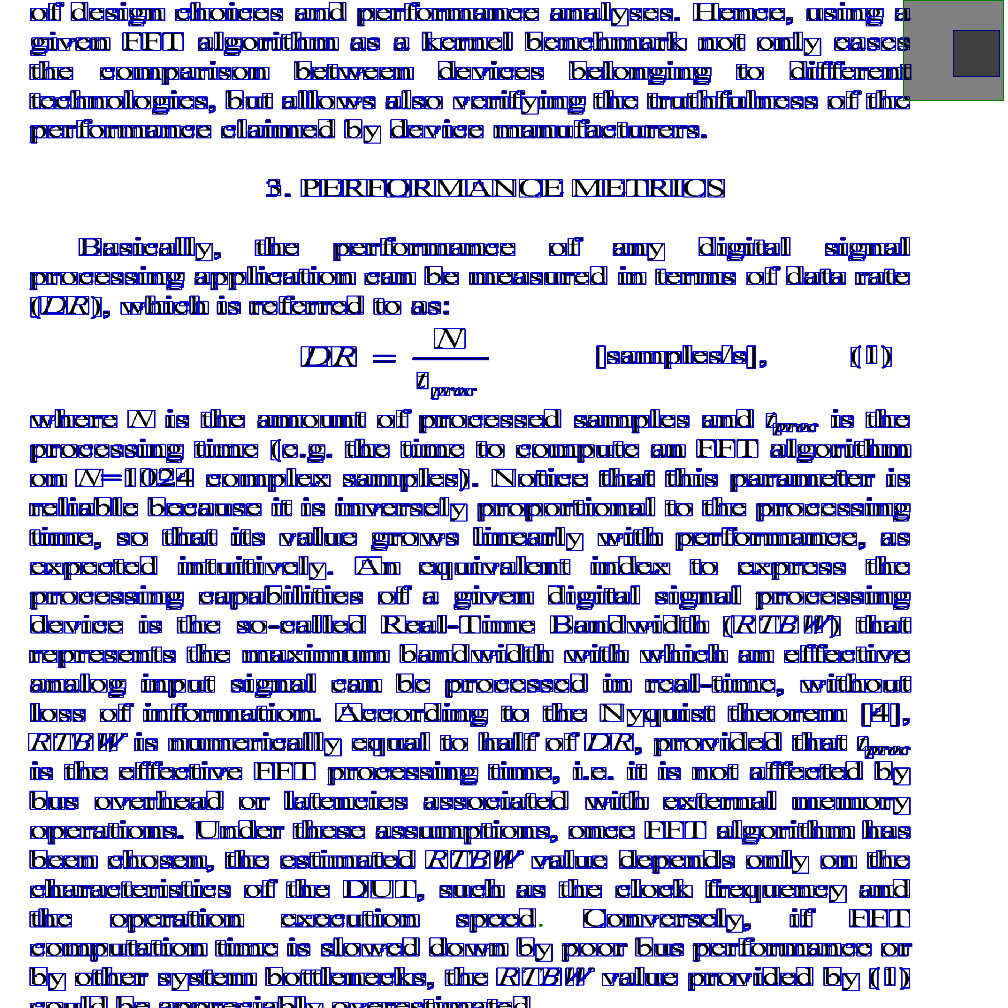 of design choices and performance analyses. Hence, using a
given FFT algorithm as a kernel benchmark not only eases
the comparison between devices belonging to different
technologies, but allows also verifying the truthfulness of the
performance claimed by device manufacturers.
3. PERFORMANCE METRICS
Basically, the performance of any digital signal
processing application can be measured in terms of data rate
(DR), which is referred to as:
DR = N / t_proc [samples/s], (1)
where N is the amount of processed samples and t_proc is the
processing time (e.g. the time to compute an FFT algorithm
on N=1024 complex samples). Notice that this parameter is
reliable because it is inversely proportional to the processing
time, so that its value grows linearly with performance, as
expected intuitively. An equivalent index to express the
processing capabilities of a given digital signal processing
device is the so-called Real-Time Bandwidth (RTBW) that
represents the maximum bandwidth with which an effective
analog input signal can be processed in real-time, without
loss of information. According to the Nyquist theorem [4],
RTBW is numerically equal to half of DR, provided that t_proc
is the effective FFT processing time, i.e. it is not affected by
bus overhead or latencies associated with external memory
operations. Under these assumptions, once FFT algorithm has
been chosen, the estimated RTBW value depends only on the
characteristics of the DUT, such as the clock frequency and
the operation execution speed. Conversely, if FFT
computation time is slowed down by poor bus performance or
by other system bottlenecks, the RTBW value provided by (1)
could be appreciably overestimated.